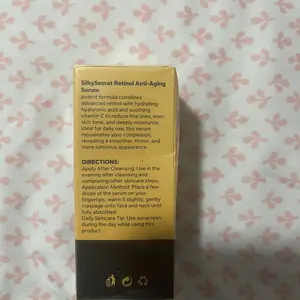 SilkySecret Retinol Anti-Aging
Serum
potent formula combines
advanced retinol with hydrating
hyaluronic acid and soothing
vitamin C to reduce fine lines, even
skin tone, and deeply moisturize.
Ideal for daily use, this serum
rejuvenates your complexion,
revealing a smoother, firmer, and
more luminous appearance.
DIRECTIONS:
Apply After Cleansing: Use in the
evening after cleansing and
completing other skincare steps.
Application Method: Place a few
drops of the serum on your
fingertips, warm it slightly, gently
massage onto face and neck until
fully absorbed.
Daily Skincare Tip: Use sunscreen
during the day while using this
product.